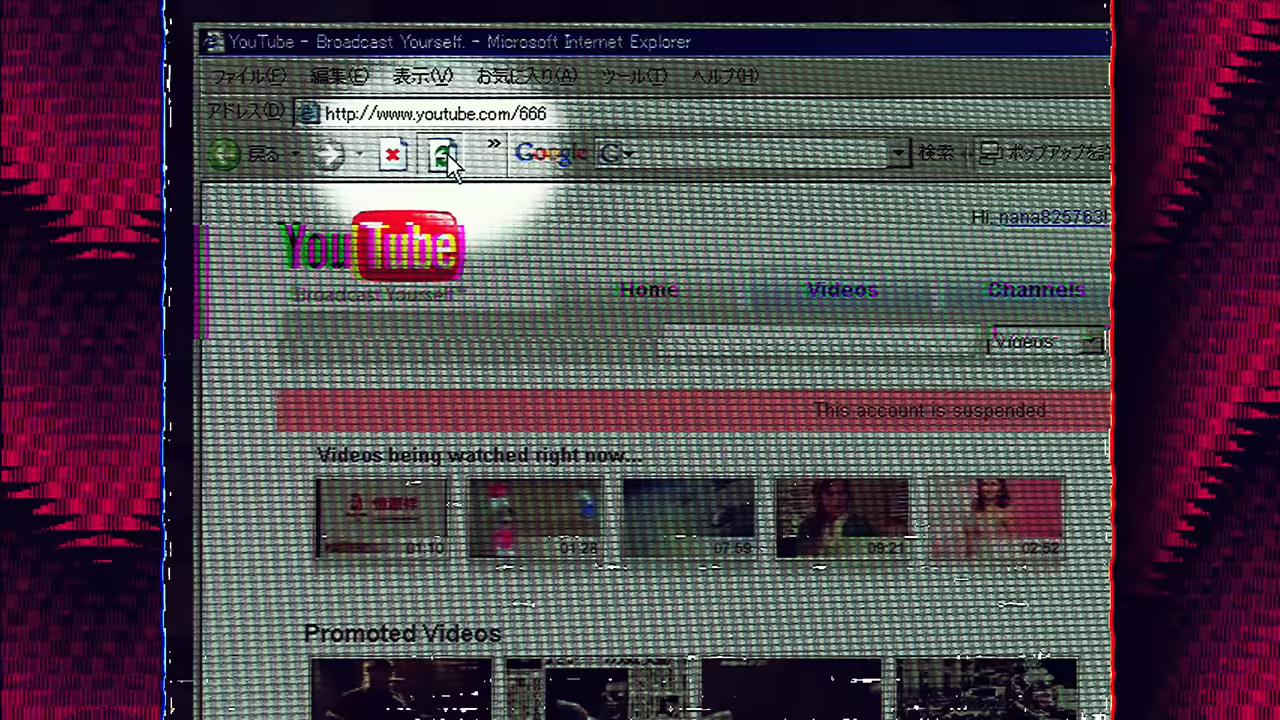 YouTube - Broadcast Yourself. - Microsoft Internet Explorer
ファイル(F) 編集(E) 表示(V) お気に入り(A) ツール(T) ヘルプ(H)
アドレス(D) http://www.youtube.com/666
戻る » Google G 検索 ポップアップを
Hi, nana825763!
YouTube
Broadcast Yourself™
Home Videos Channels
Videos
This account is suspended.
Videos being watched right now...
01:10 01:28 07:59 09:21 02:52
Promoted Videos